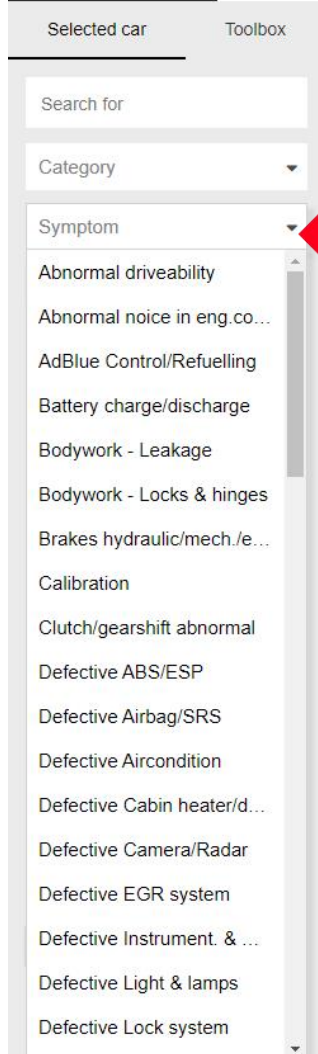 Selected car Toolbox
Search for
Category
Symptom
Abnormal driveability
Abnormal noice in eng.co...
AdBlue Control/Refuelling
Battery charge/discharge
Bodywork - Leakage
Bodywork - Locks & hinges
Brakes hydraulic/mech./e...
Calibration
Clutch/gearshift abnormal
Defective ABS/ESP
Defective Airbag/SRS
Defective Aircondition
Defective Cabin heater/d...
Defective Camera/Radar
Defective EGR system
Defective Instrument. & ...
Defective Light & lamps
Defective Lock system